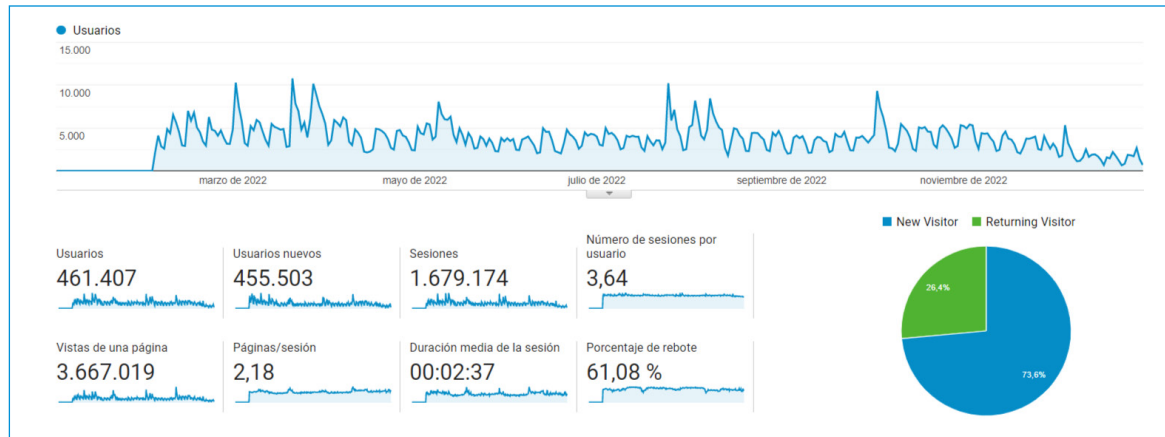 Usuarios
15.000
10.000
5.000
marzo de 2022
mayo de 2022
julio de 2022
septiembre de 2022
noviembre de 2022
Usuarios
461.407
Usuarios nuevos
455.503
Sesiones
1.679.174
Número de sesiones por
usuario
3,64
Vistas de una página
3.667.019
Páginas/sesión
2,18
Duración media de la sesión
00:02:37
Porcentaje de rebote
61,08 %
New Visitor
Returning Visitor
26,4%
73,6%